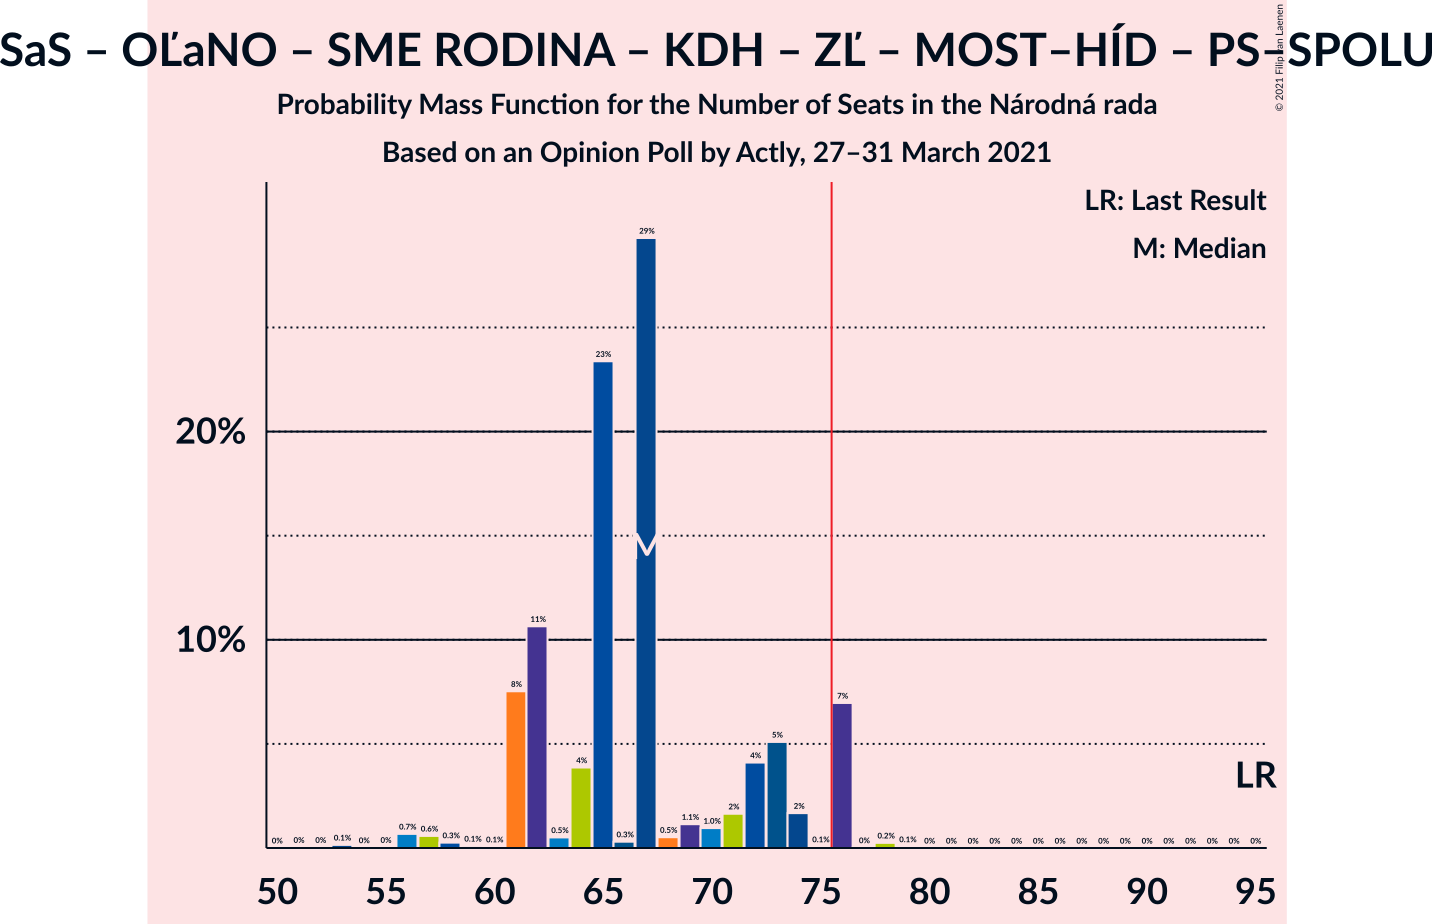 SaS – OĽaNO – SME RODINA – KDH – ZĽ – MOST–HÍD – PS–SPOLU
© 2021 Filip van Laenen
Probability Mass Function for the Number of Seats in the Národná rada
Based on an Opinion Poll by Actly, 27–31 March 2021
LR: Last Result
M: Median
29%
23%
20%
M
11%
10%
8%
7%
5%
4%
4%
LR
2%
2%
0% 0% 0% 0.1% 0% 0% 0.7% 0.6% 0.3% 0.1% 0.1% 0.5% 0.3% 0.5% 1.1% 1.0% 0.1% 0% 0.2% 0.1% 0% 0% 0% 0% 0% 0% 0% 0% 0% 0% 0% 0% 0% 0% 0% 0%
50 55 60 65 70 75 80 85 90 95